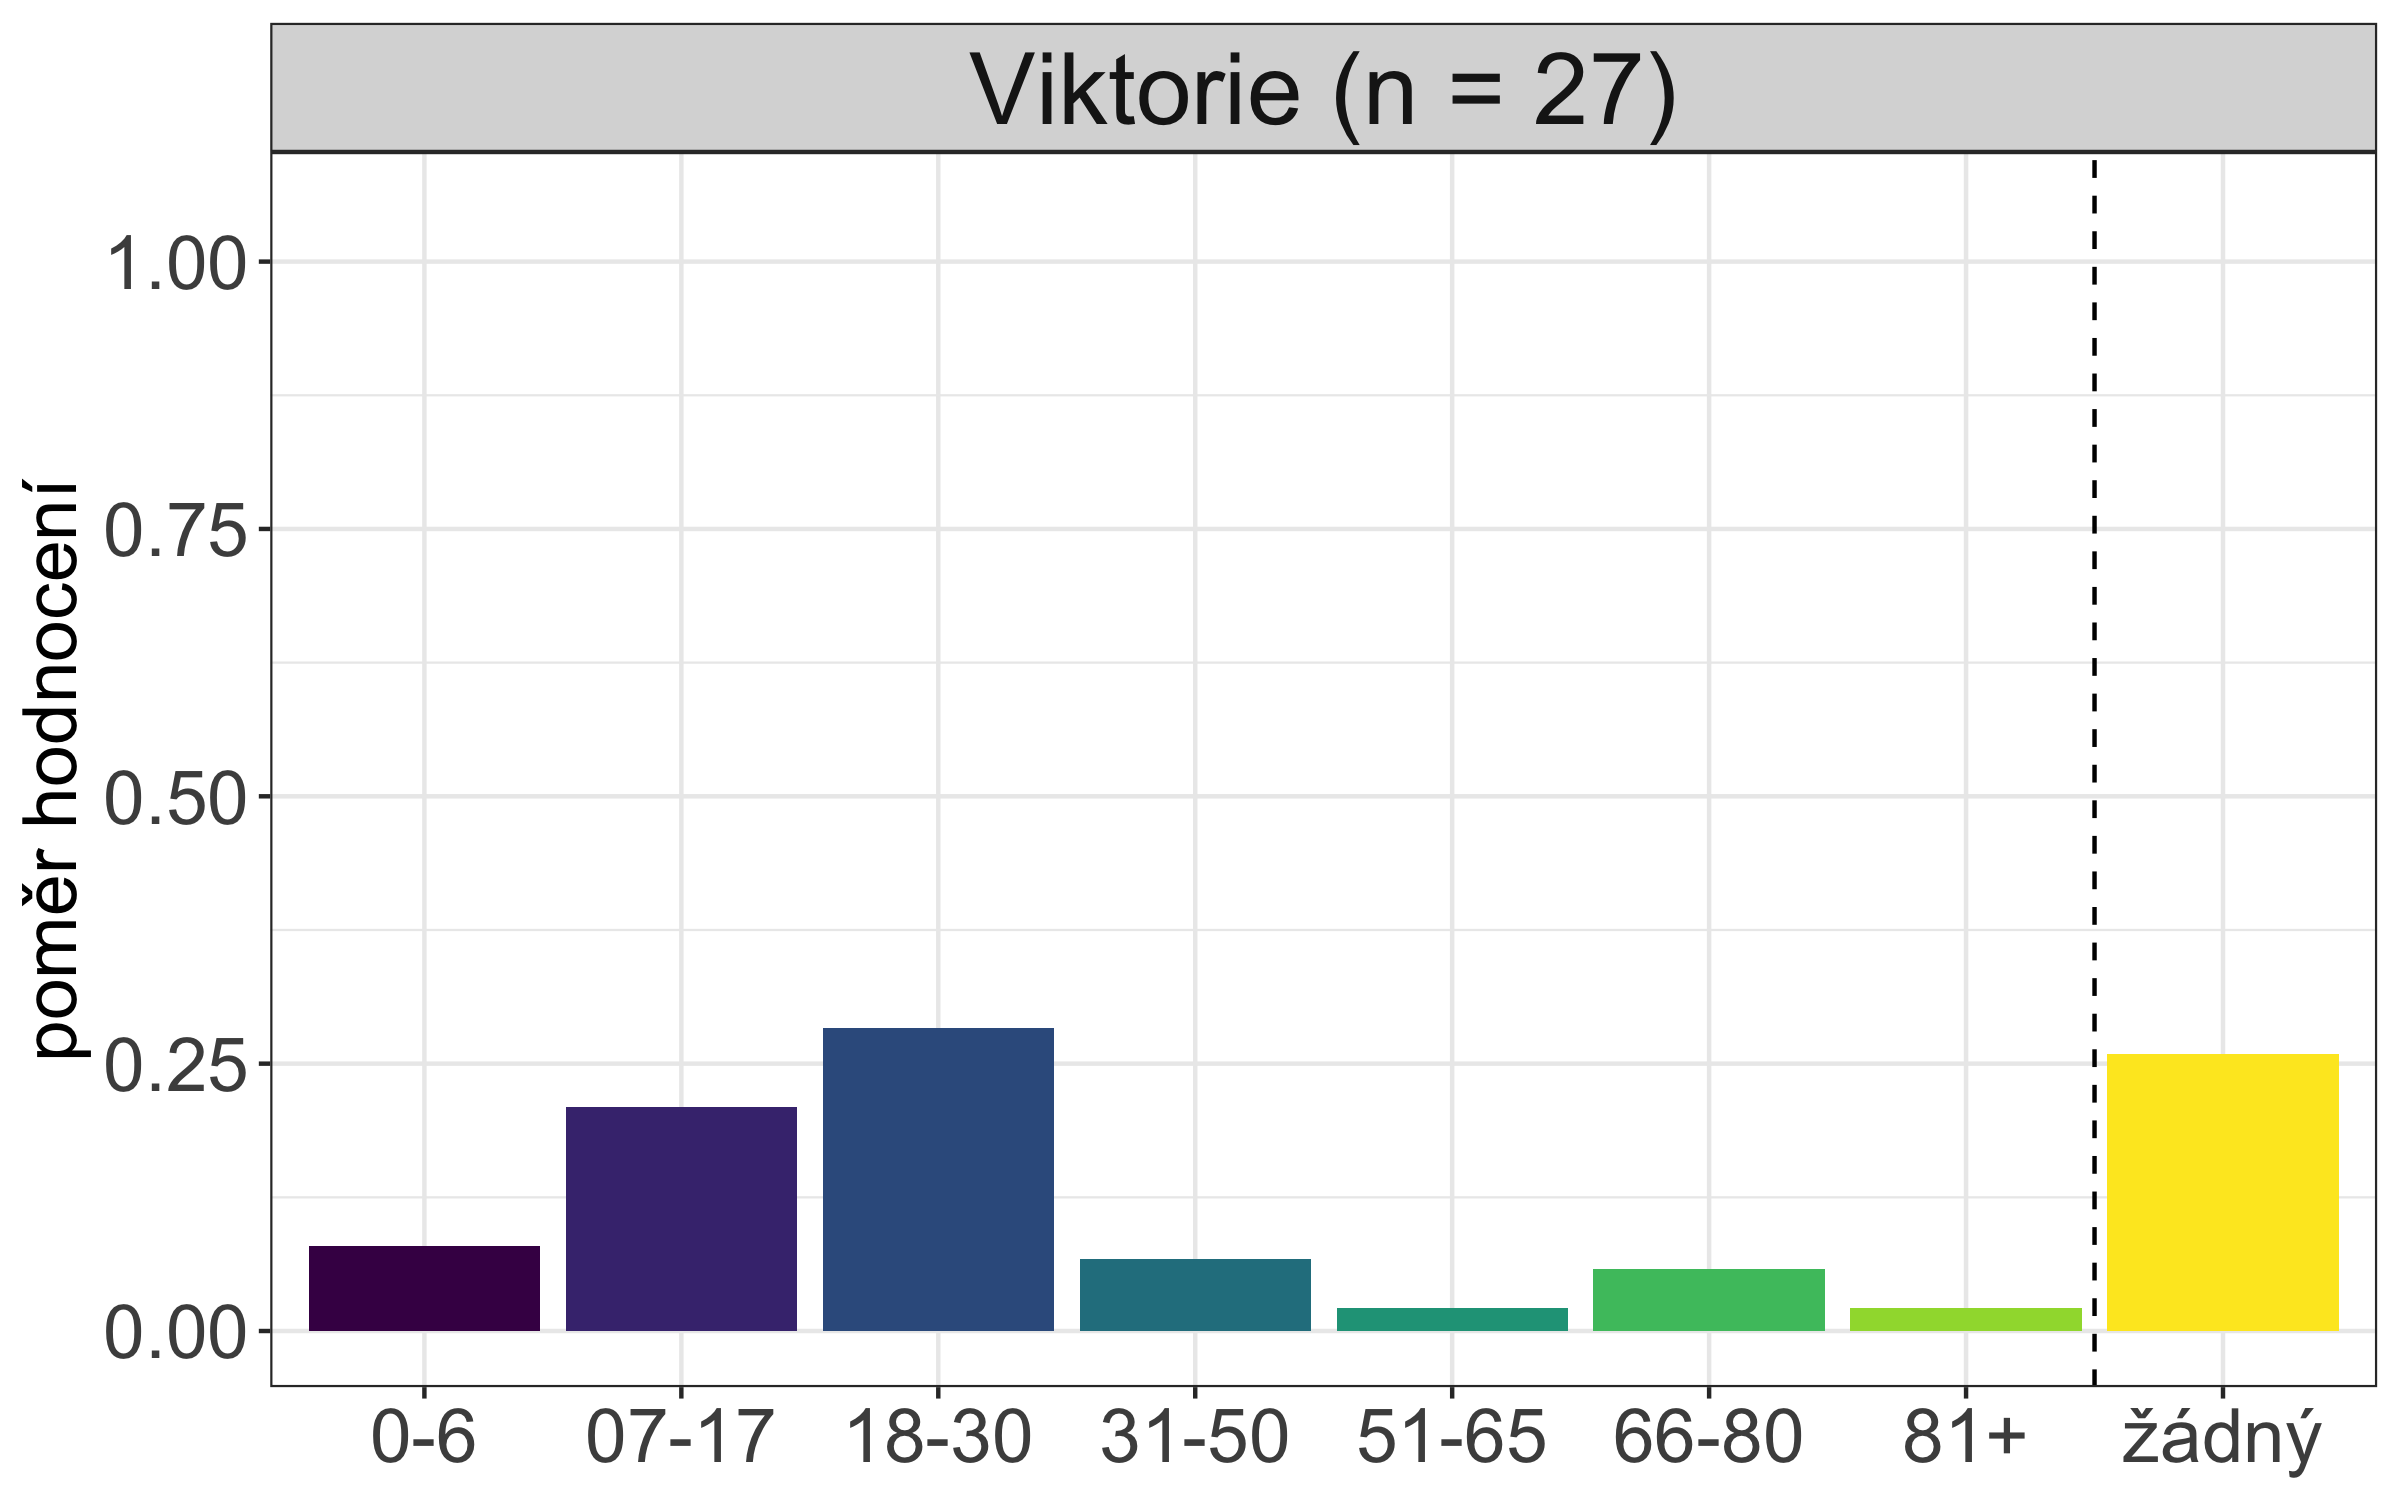 Viktorie (n = 27)
poměr hodnocení
1.00
0.75
0.50
0.25
0.00
0-6 07-17 18-30 31-50 51-65 66-80 81+ žádný